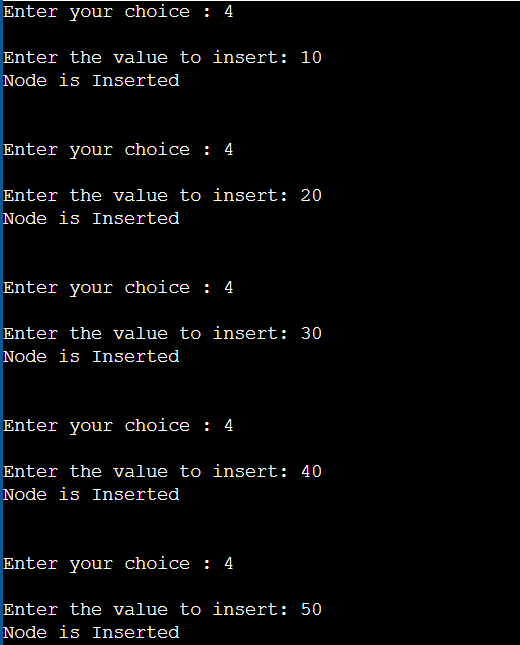 Enter your choice : 4
Enter the value to insert: 10
Node is Inserted
Enter your choice : 4
Enter the value to insert: 20
Node is Inserted
Enter your choice : 4
Enter the value to insert: 30
Node is Inserted
Enter your choice : 4
Enter the value to insert: 40
Node is Inserted
Enter your choice : 4
Enter the value to insert: 50
Node is Inserted